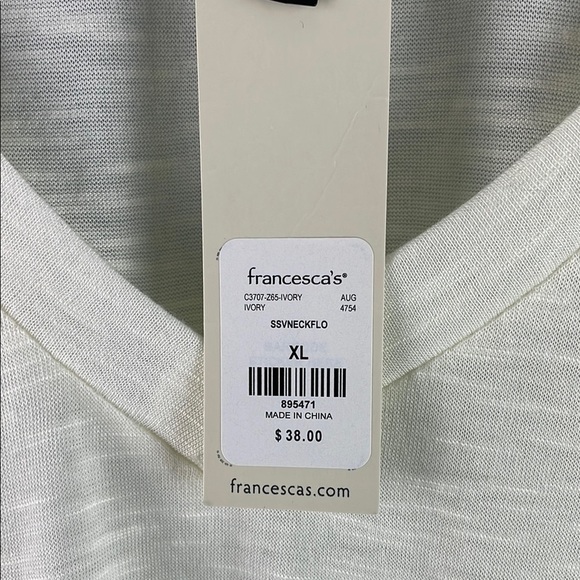 francesca's®
C3707-Z65-IVORY AUG
IVORY 4754
SSVNECKFLO
XL
895471
MADE IN CHINA
$ 38.00
francescas.com